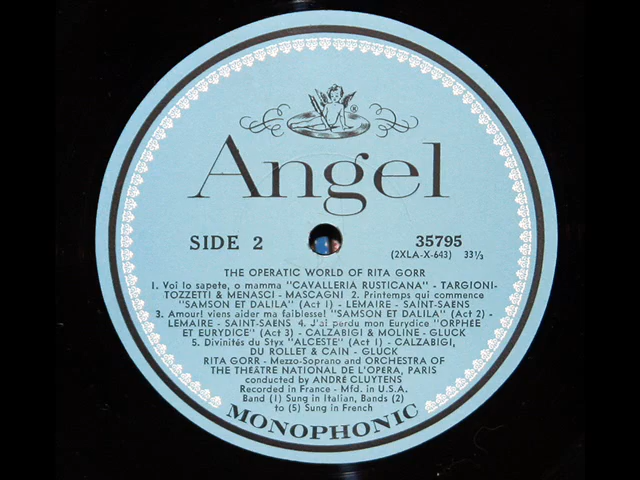 ®
Angel
SIDE 2
35795
(2XLA-X-643) 33⅓
THE OPERATIC WORLD OF RITA GORR
1. Voi lo sapete, o mamma "CAVALLERIA RUSTICANA" - TARGIONI-
TOZZETTI & MENASCI - MASCAGNI 2. Printemps qui commence
"SAMSON ET DALILA" (Act 1) - LEMAIRE - SAINT-SAENS
3. Amour! viens aider ma faiblesse! "SAMSON ET DALILA" (Act 2) -
LEMAIRE - SAINT-SAENS 4. J'ai perdu mon Eurydice "ORPHÉE
ET EURYDICE" (Act 3) - CALZABIGI & MOLINE - GLUCK
5. Divinités du Styx "ALCESTE" (Act 1) - CALZABIGI,
DU ROLLET & CAIN - GLUCK
RITA GORR - Mezzo-Soprano and ORCHESTRA OF
THE THÉÂTRE NATIONAL DE L'OPERA, PARIS
conducted by ANDRÉ CLUYTENS
Recorded in France - Mfd. in U.S.A.
Band (1) Sung in Italian, Bands (2)
to (5) Sung in French
MONOPHONIC